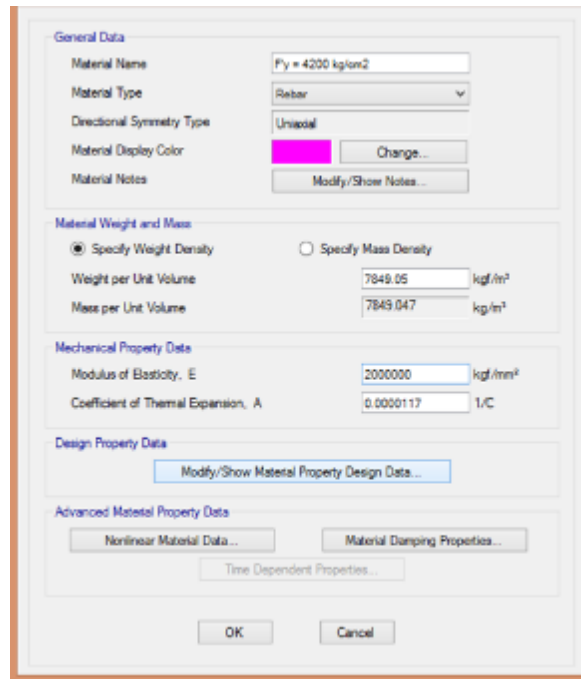 General Data
Material Name F'y = 4200 kg/cm2
Material Type Rebar
Directional Symmetry Type Uniaxial
Material Display Color Change...
Material Notes Modify/Show Notes...
Material Weight and Mass
Specify Weight Density Specify Mass Density
Weight per Unit Volume 7849.05 kgf/m³
Mass per Unit Volume 7849.047 kg/m³
Mechanical Property Data
Modulus of Elasticity, E 2000000 kgf/mm²
Coefficient of Thermal Expansion, A 0.0000117 1/C
Design Property Data
Modify/Show Material Property Design Data...
Advanced Material Property Data
Nonlinear Material Data... Material Damping Properties...
Time Dependent Properties...
OK Cancel